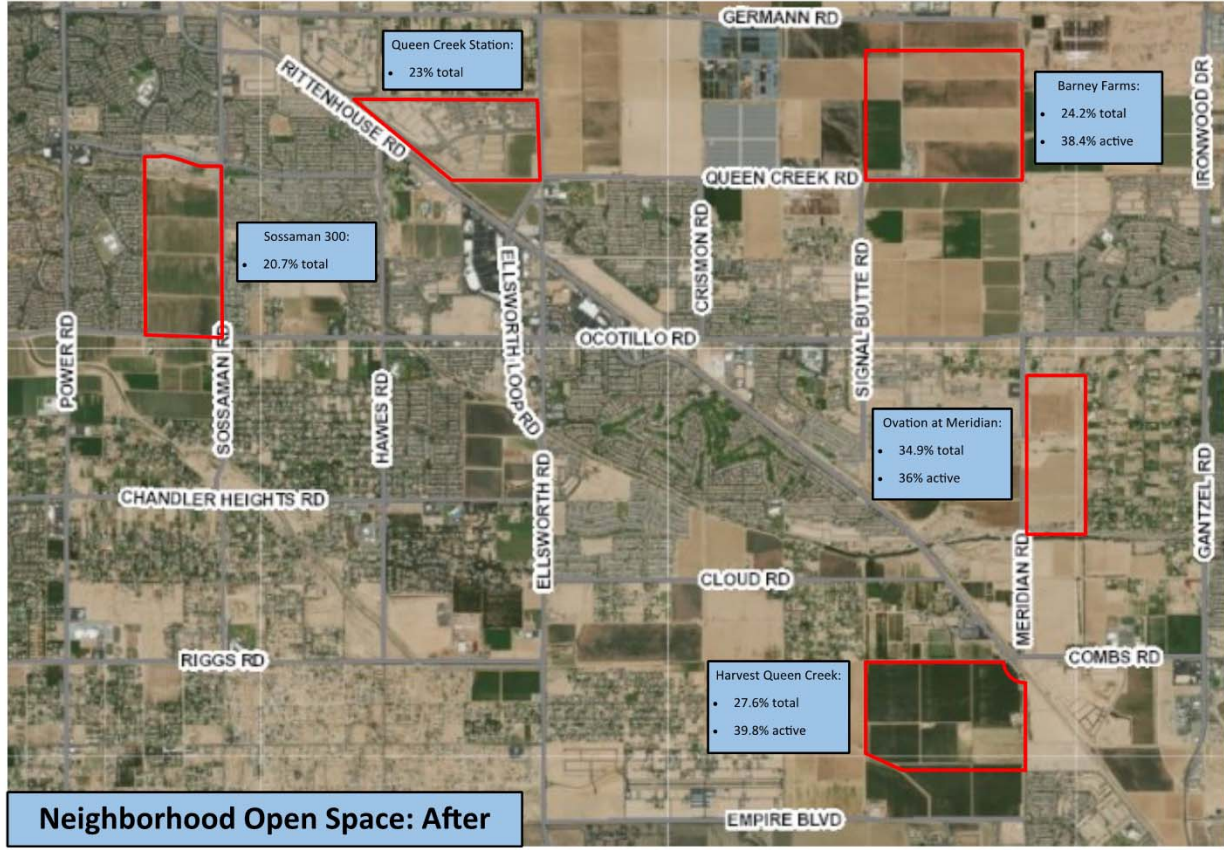 GERMANN RD
Queen Creek Station:
• 23% total
RITTENHOUSE RD
Barney Farms:
• 24.2% total
• 38.4% active
IRONWOOD DR
QUEEN CREEK RD
Sossaman 300:
• 20.7% total
CRISMON RD
ELLSWORTH LOOP RD
SIGNAL BUTTE RD
POWER RD
SOSSAMAN RD
OCOTILLO RD
HAWES RD
Ovation at Meridian:
• 34.9% total
• 36% active
GANTZEL RD
CHANDLER HEIGHTS RD
ELLSWORTH RD
MERIDIAN RD
CLOUD RD
RIGGS RD
COMBS RD
Harvest Queen Creek:
• 27.6% total
• 39.8% active
Neighborhood Open Space: After
EMPIRE BLVD